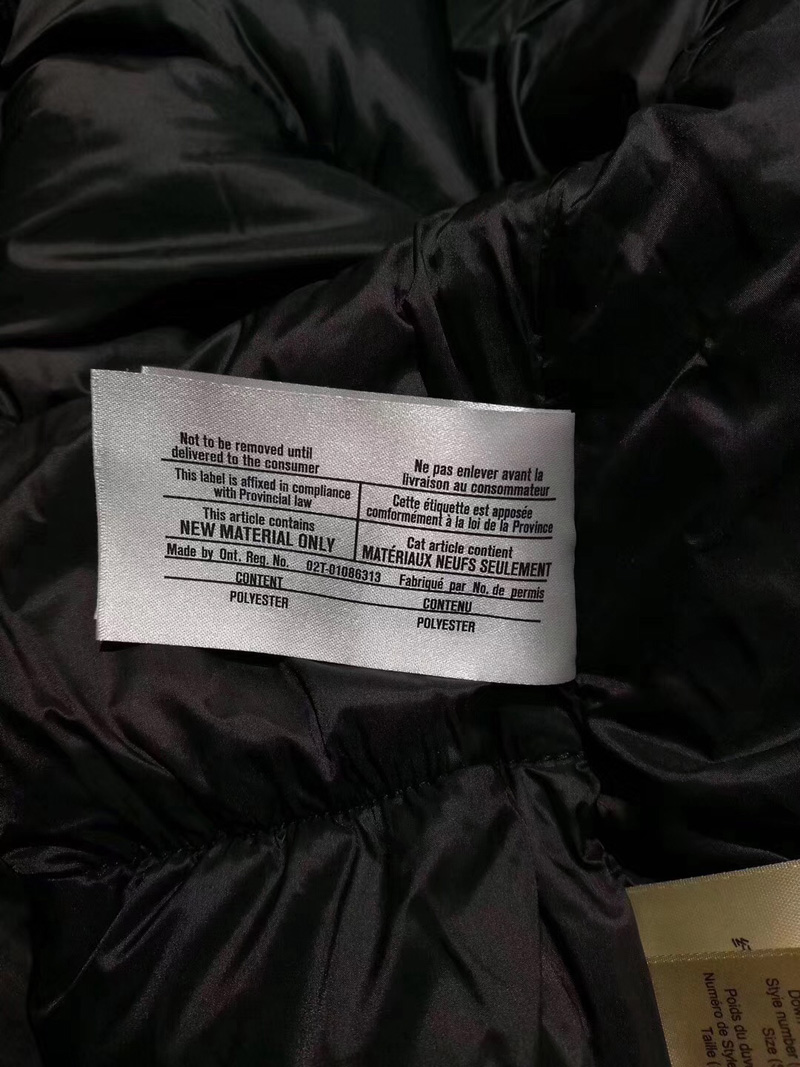 Not to be removed until
delivered to the consumer
This label is affixed in compliance
with Provincial law
This article contains
NEW MATERIAL ONLY
Ne pas enlever avant la
livraison au consommateur
Cette étiquette est apposée
comformément à la loi de la Province
Cat article contient
MATÉRIAUX NEUFS SEULEMENT
Made by Ont. Reg. No. 02T-01086313 Fabriqué par No. de permis
CONTENT
POLYESTER
CONTENU
POLYESTER
Style number
Size
Poids du
Numéro de Style
Taille